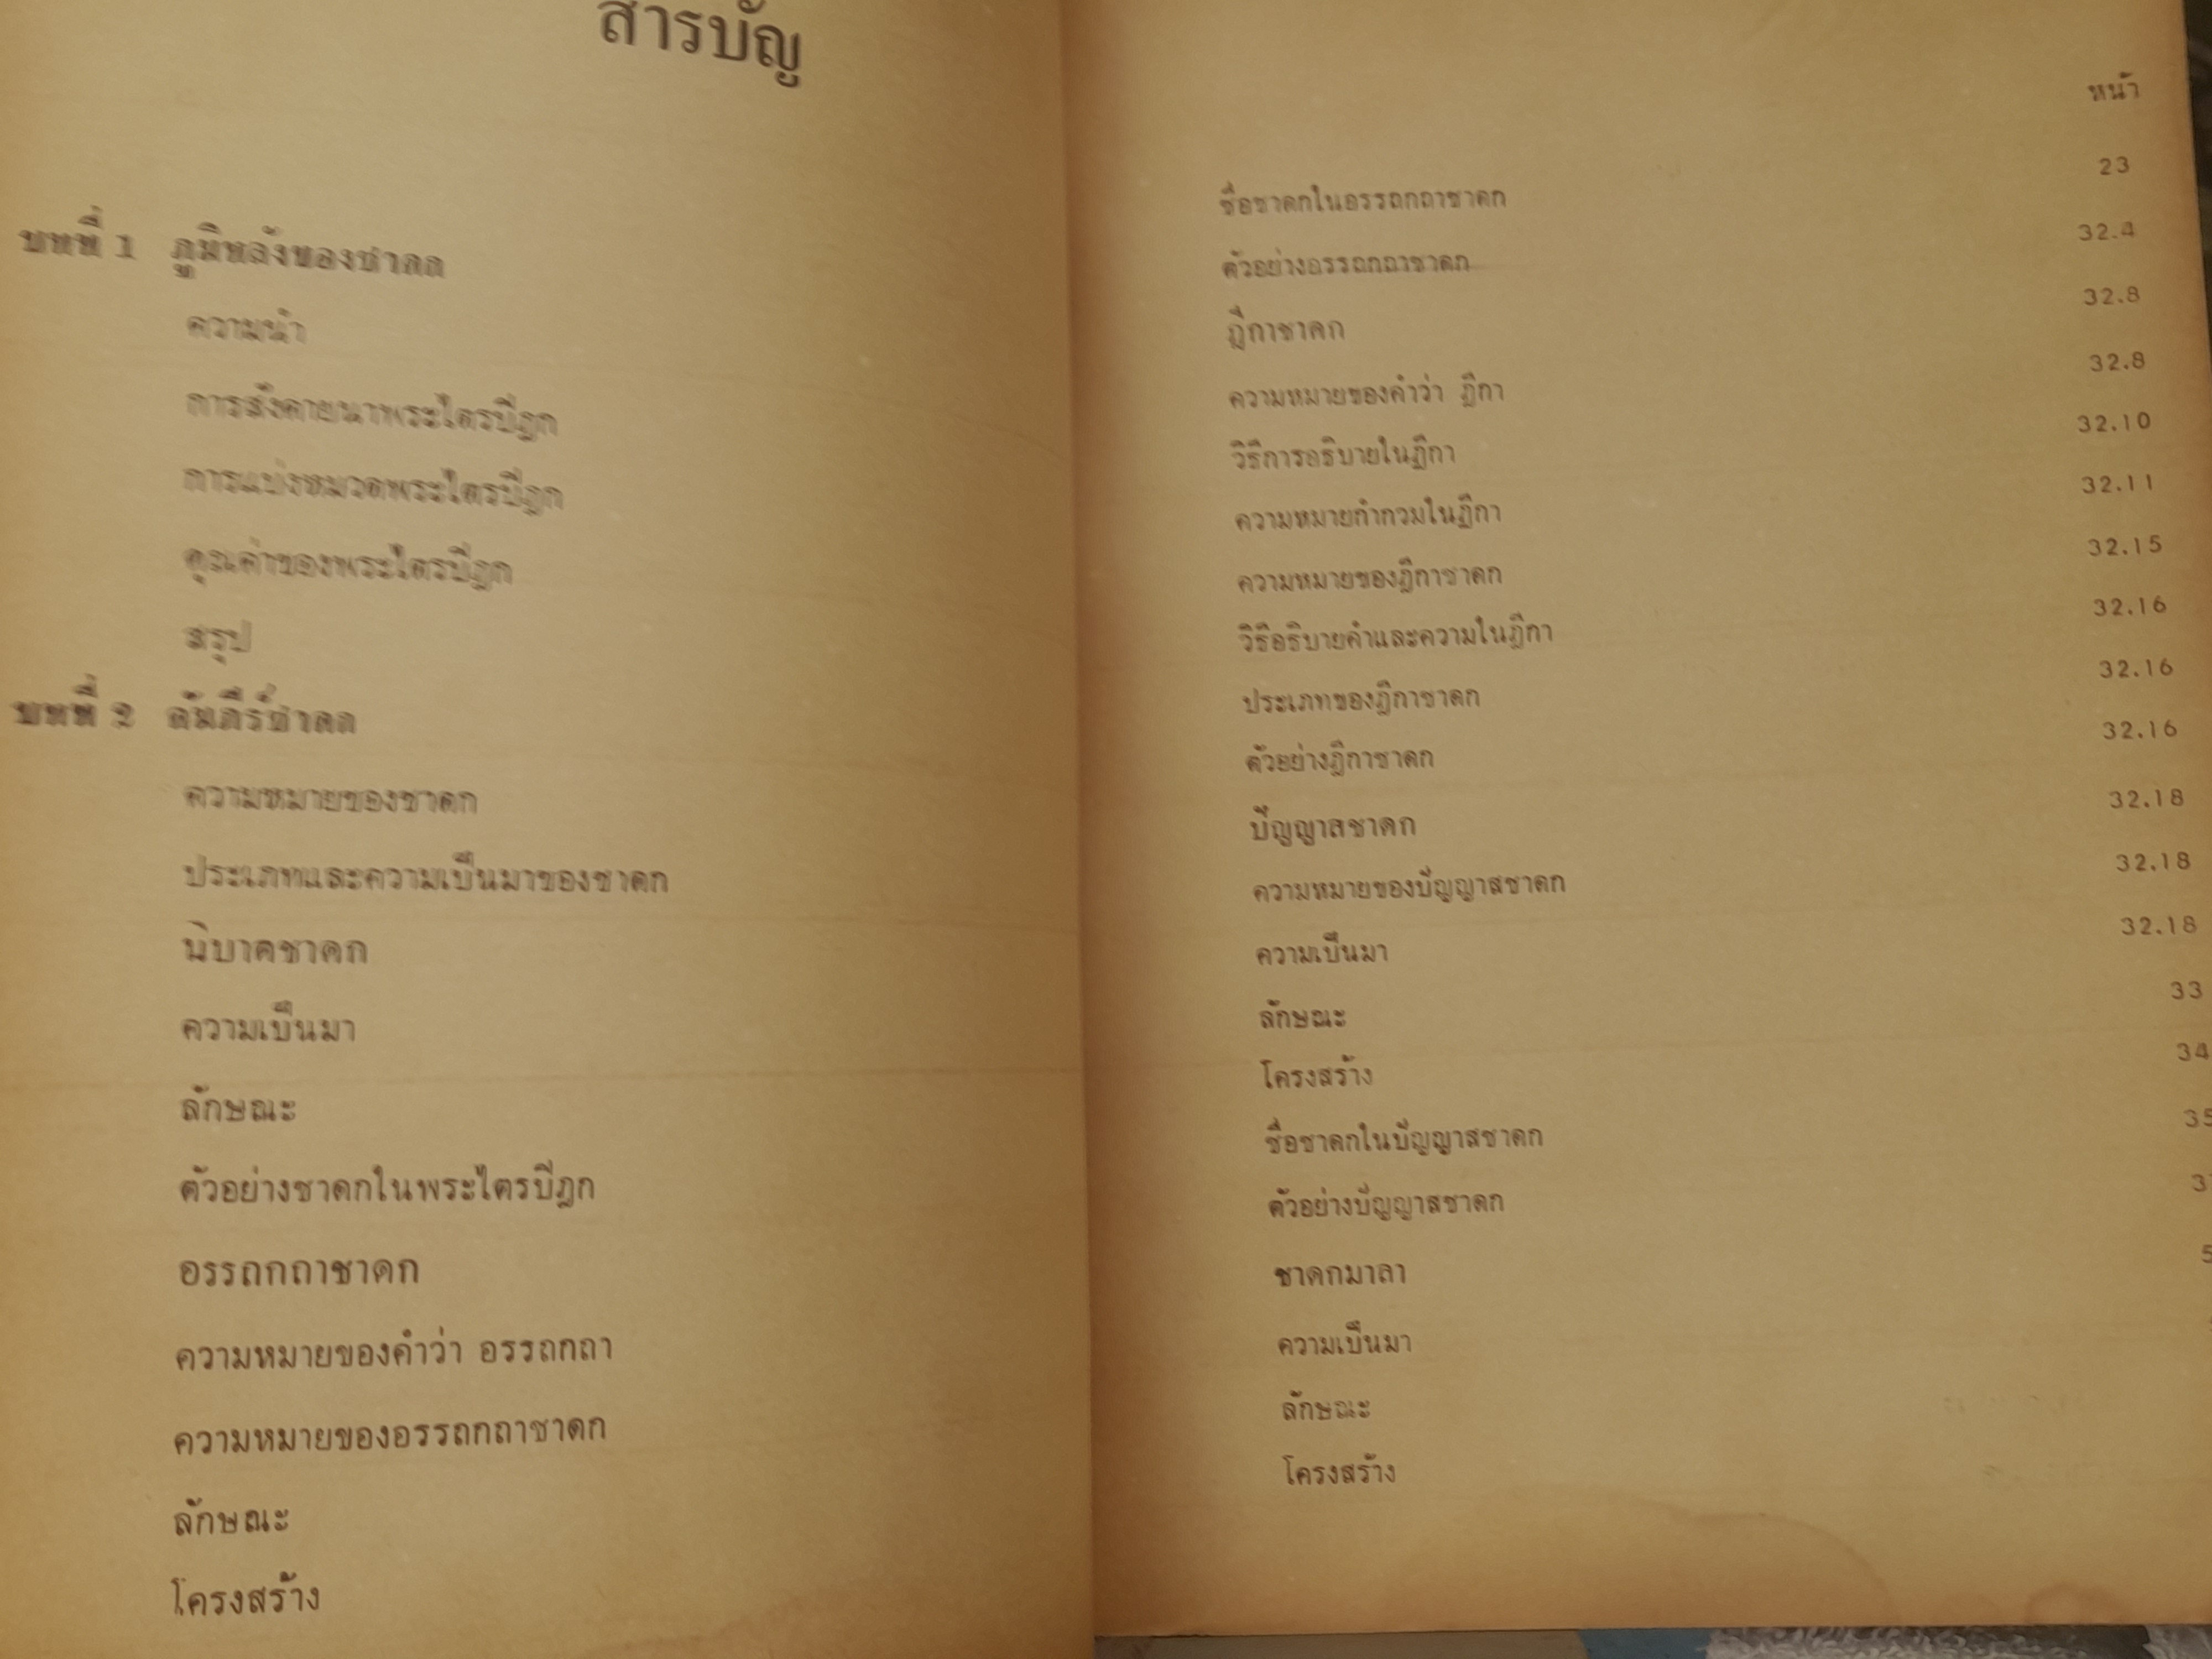 สารบัญ
บทที่ 1 ภูมิหลังของชาดก
ความนำ
การสังคายนาพระไตรปิฎก
การแบ่งหมวดพระไตรปิฎก
คุณค่าของพระไตรปิฎก
สรุป
บทที่ 2 คัมภีร์ชาดก
ความหมายของชาดก
ประเภทและความเป็นมาของชาดก
นิบาตชาดก
ความเป็นมา
ลักษณะ
ตัวอย่างชาดกในพระไตรปิฎก
อรรถกถาชาดก
ความหมายของคำว่า อรรถกถา
ความหมายของอรรถกถาชาดก
ลักษณะ
โครงสร้าง
หน้า
ชื่อชาดกในอรรถกถาชาดก 23
ตัวอย่างอรรถกถาชาดก 32.4
ฎีกาชาดก 32.8
ความหมายของคำว่า ฎีกา 32.8
วิธีการอธิบายในฎีกา 32.10
ความหมายกำกวมในฎีกา 32.11
ความหมายของฎีกาชาดก 32.15
วิธีอธิบายคำและความในฎีกา 32.16
ประเภทของฎีกาชาดก 32.16
ตัวอย่างฎีกาชาดก 32.16
ปัญญาสชาดก 32.18
ความหมายของปัญญาสชาดก 32.18
ความเป็นมา 32.18
ลักษณะ 33
โครงสร้าง 34
ชื่อชาดกในปัญญาสชาดก 35
ตัวอย่างปัญญาสชาดก
ชาดกมาลา
ความเป็นมา
ลักษณะ
โครงสร้าง